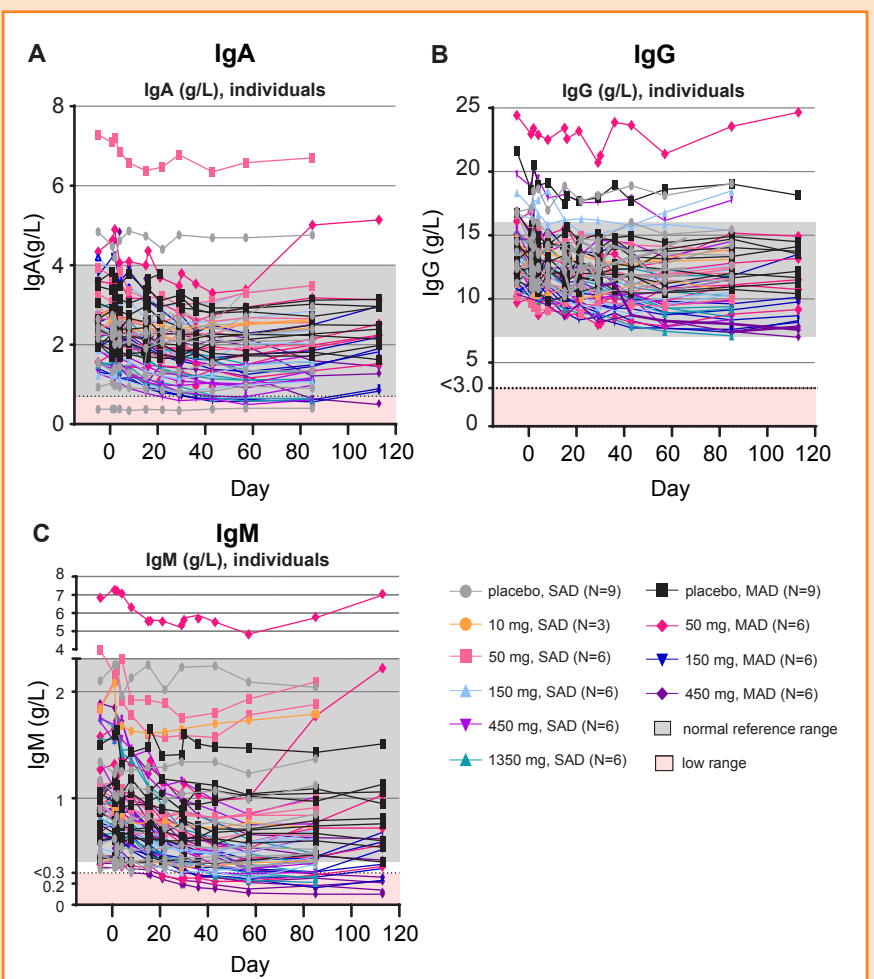 A
IgA
IgA (g/L), individuals
8
6
4
2
0
IgA(g/L)
0 20 40 60 80 100 120
Day
B
IgG
IgG (g/L), individuals
25
20
15
10
5
<3.0
0
IgG (g/L)
0 20 40 60 80 100 120
Day
C
IgM
IgM (g/L), individuals
8
7
6
5
4
2
1
<0.3
0.2
0
IgM (g/L)
0 20 40 60 80 100 120
Day
placebo, SAD (N=9)
10 mg, SAD (N=3)
50 mg, SAD (N=6)
150 mg, SAD (N=6)
450 mg, SAD (N=6)
1350 mg, SAD (N=6)
placebo, MAD (N=9)
50 mg, MAD (N=6)
150 mg, MAD (N=6)
450 mg, MAD (N=6)
normal reference range
low range